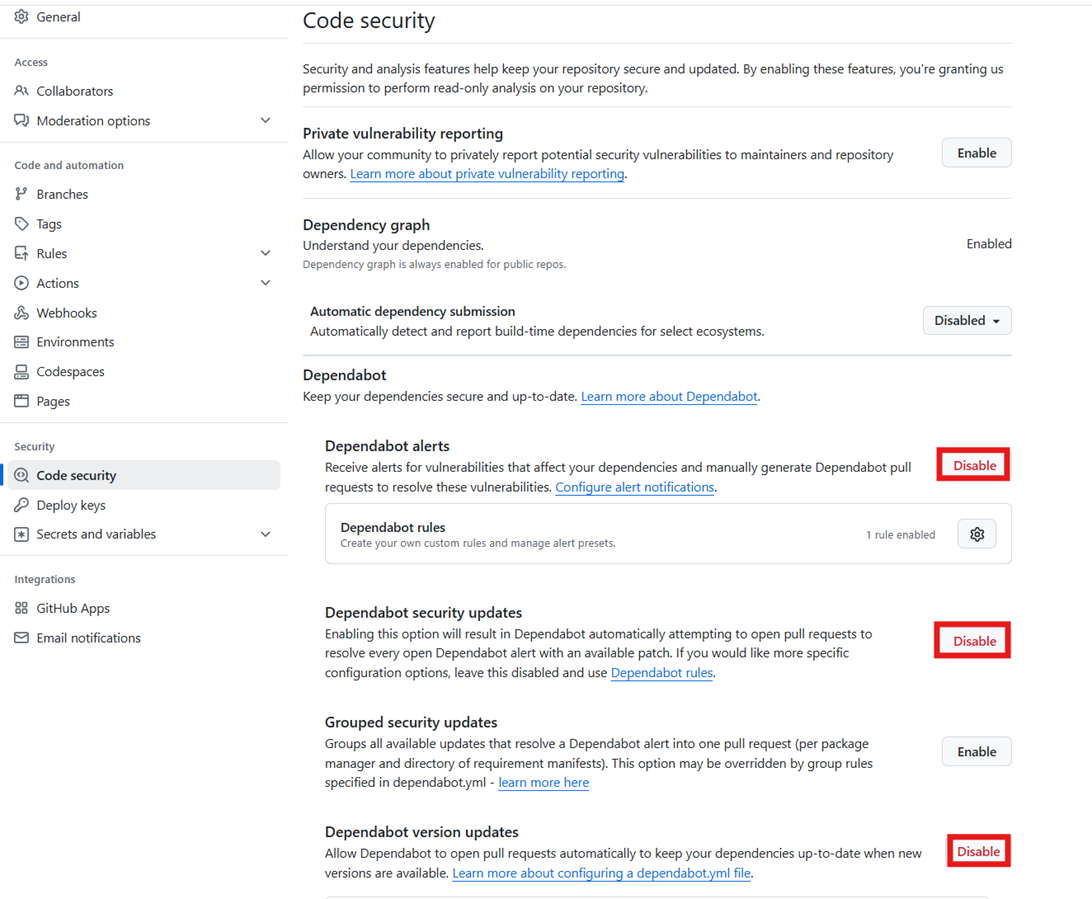 General
Access
Collaborators
Moderation options
Code and automation
Branches
Tags
Rules
Actions
Webhooks
Environments
Codespaces
Pages
Security
Code security
Deploy keys
Secrets and variables
Integrations
GitHub Apps
Email notifications
Code security
Security and analysis features help keep your repository secure and updated. By enabling these features, you're granting us
permission to perform read-only analysis on your repository.
Private vulnerability reporting
Allow your community to privately report potential security vulnerabilities to maintainers and repository
owners. Learn more about private vulnerability reporting.
Enable
Dependency graph
Understand your dependencies.
Dependency graph is always enabled for public repos.
Enabled
Automatic dependency submission
Automatically detect and report build-time dependencies for select ecosystems.
Disabled
Dependabot
Keep your dependencies secure and up-to-date. Learn more about Dependabot.
Dependabot alerts
Receive alerts for vulnerabilities that affect your dependencies and manually generate Dependabot pull
requests to resolve these vulnerabilities. Configure alert notifications.
Disable
Dependabot rules
Create your own custom rules and manage alert presets.
1 rule enabled
Dependabot security updates
Enabling this option will result in Dependabot automatically attempting to open pull requests to
resolve every open Dependabot alert with an available patch. If you would like more specific
configuration options, leave this disabled and use Dependabot rules.
Disable
Grouped security updates
Groups all available updates that resolve a Dependabot alert into one pull request (per package
manager and directory of requirement manifests). This option may be overridden by group rules
specified in dependabot.yml - learn more here
Enable
Dependabot version updates
Allow Dependabot to open pull requests automatically to keep your dependencies up-to-date when new
versions are available. Learn more about configuring a dependabot.yml file.
Disable